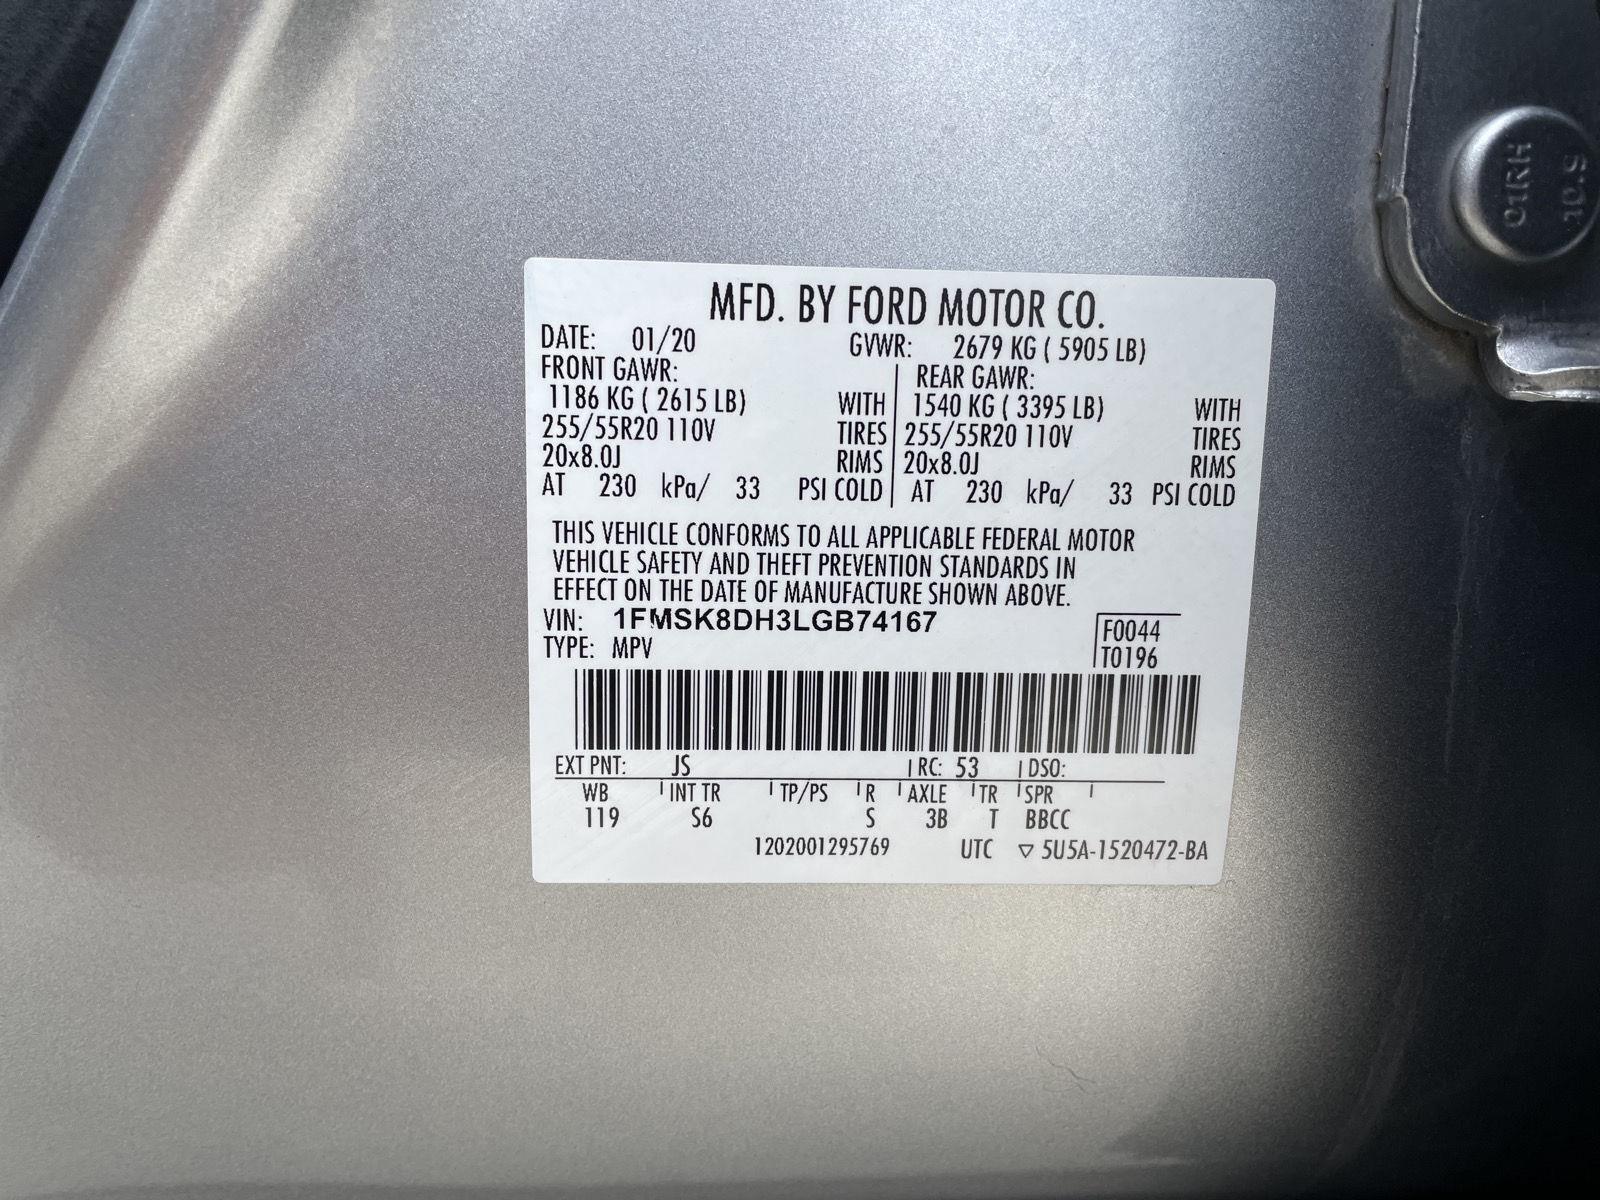 01RH
10.9
MFD. BY FORD MOTOR CO.
DATE: 01/20 GVWR: 2679 KG ( 5905 LB)
FRONT GAWR: REAR GAWR:
1186 KG ( 2615 LB) WITH 1540 KG ( 3395 LB) WITH
255/55R20 110V TIRES 255/55R20 110V TIRES
20x8.0J RIMS 20x8.0J RIMS
AT 230 kPa/ 33 PSI COLD AT 230 kPa/ 33 PSI COLD
THIS VEHICLE CONFORMS TO ALL APPLICABLE FEDERAL MOTOR
VEHICLE SAFETY AND THEFT PREVENTION STANDARDS IN
EFFECT ON THE DATE OF MANUFACTURE SHOWN ABOVE.
VIN: 1FMSK8DH3LGB74167 F0044
TYPE: MPV T0196
EXT PNT: JS RC: 53 DSO:
WB INT TR TP/PS R AXLE TR SPR
119 S6 S 3B T BBCC
1202001295769 UTC ▽ 5U5A-1520472-BA